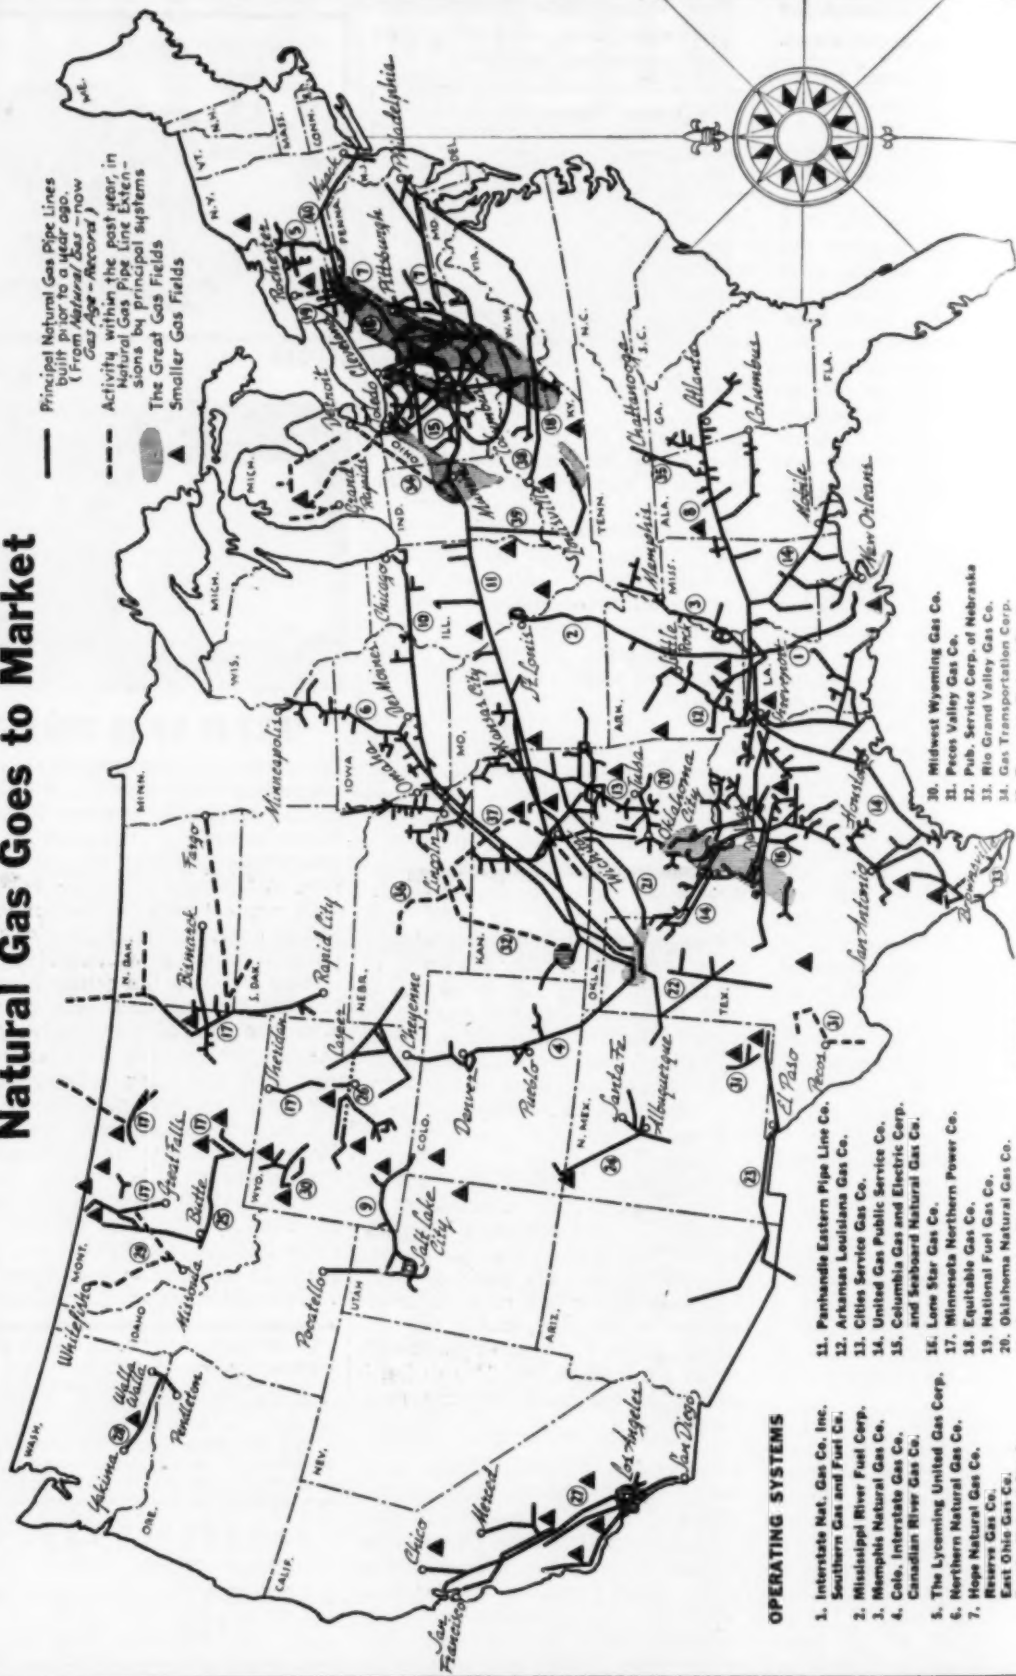 Natural Gas Goes to Market
Principal Natural Gas Pipe Lines
built prior to a year ago.
(From Natural Gas - now
Gas Age-Record)
Activity within the past year, in
Natural Gas Pipe Line Exten-
sions by principal systems
The Great Gas Fields
Smaller Gas Fields
WASH.
ORE.
CALIF.
NEV.
IDAHO
MONT.
WYO.
UTAH
ARIZ.
COLO.
N. MEX.
N. DAK.
S. DAK.
NEBR.
KAN.
OKLA.
TEX.
MINN.
IOWA
MO.
ARK.
LA.
WIS.
ILL.
MICH.
MICH.
IND.
OHIO
KY.
TENN.
MISS.
ALA.
GA.
FLA.
S.C.
N.C.
VIR.
W.VA.
MD.
DEL.
PENNA.
N.J.
N.Y.
CONN.
R.I.
MASS.
VT.
N.H.
ME.
Yakima
Walla
Walla
Pendleton
Whitefish
Missoula
Great Falls
Butte
Pocatello
Salt Lake
City
Chico
Merced
San
Francisco
Los Angeles
San Diego
Bismarck
Fargo
Rapid City
Sheridan
Casper
Cheyenne
Denver
Pueblo
Santa Fe
Albuquerque
El Paso
Pecos
Minneapolis
Des Moines
Omaha
Lincoln
Kansas City
Wichita
Tulsa
Oklahoma
City
San Antonio
Houston
Brownsville
Shreveport
Little
Rock
Memphis
St. Louis
Chicago
Grand
Rapids
Detroit
Toledo
Cleveland
Columbus
Muncie
Louisville
Pittsburgh
Rochester
Newark
Philadelphia
Chattanooga
Atlanta
Columbus
Mobile
New Orleans
OPERATING SYSTEMS
1. Interstate Nat. Gas Co. Inc.
Southern Gas and Fuel Co.
2. Mississippi River Fuel Corp.
3. Memphis Natural Gas Co.
4. Colo. Interstate Gas Co.
Canadian River Gas Co.
5. The Lycoming United Gas Corp.
6. Northern Natural Gas Co.
7. Hope Natural Gas Co.
Reserve Gas Co.
East Ohio Gas Co.
11. Panhandle Eastern Pipe Line Co.
12. Arkansas Louisiana Gas Co.
13. Cities Service Gas Co.
14. United Gas Public Service Co.
15. Columbia Gas and Electric Corp.
and Seaboard Natural Gas Co.
16. Lone Star Gas Co.
17. Minnesota Northern Power Co.
18. Equitable Gas Co.
19. National Fuel Gas Co.
20. Oklahoma Natural Gas Co.
30. Midwest Wyoming Gas Co.
31. Pecos Valley Gas Co.
32. Pub. Service Corp. of Nebraska
33. Rio Grand Valley Gas Co.
34. Gas Transportation Corp.